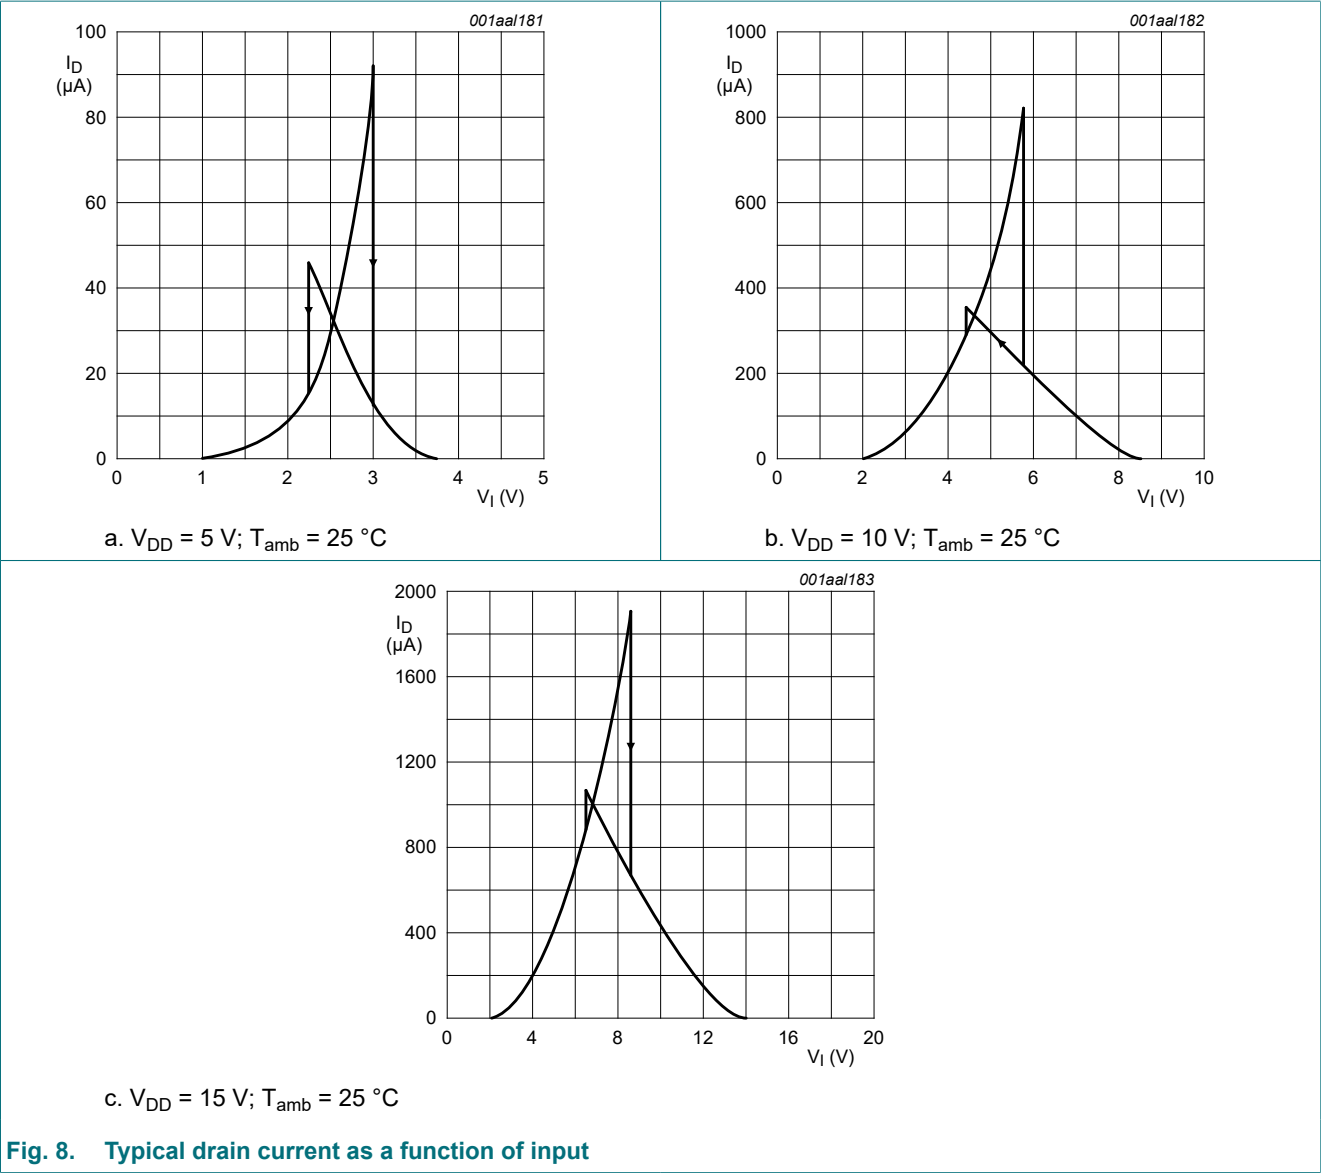 001aal181
100
I_D
(µA)
80
60
40
20
0
0 1 2 3 4 5
V_I (V)
a. V_DD = 5 V; T_amb = 25 °C
001aal182
1000
I_D
(µA)
800
600
400
200
0
0 2 4 6 8 10
V_I (V)
b. V_DD = 10 V; T_amb = 25 °C
001aal183
2000
I_D
(µA)
1600
1200
800
400
0
0 4 8 12 16 20
V_I (V)
c. V_DD = 15 V; T_amb = 25 °C
Fig. 8. Typical drain current as a function of input